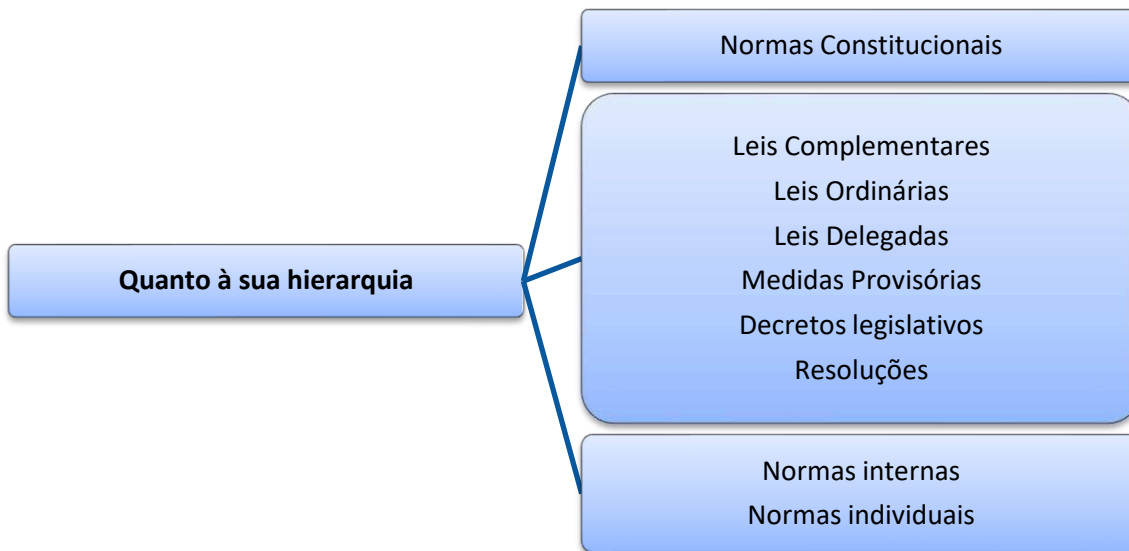 Quanto à sua hierarquia
Normas Constitucionais
Leis Complementares
Leis Ordinárias
Leis Delegadas
Medidas Provisórias
Decretos legislativos
Resoluções
Normas internas
Normas individuais